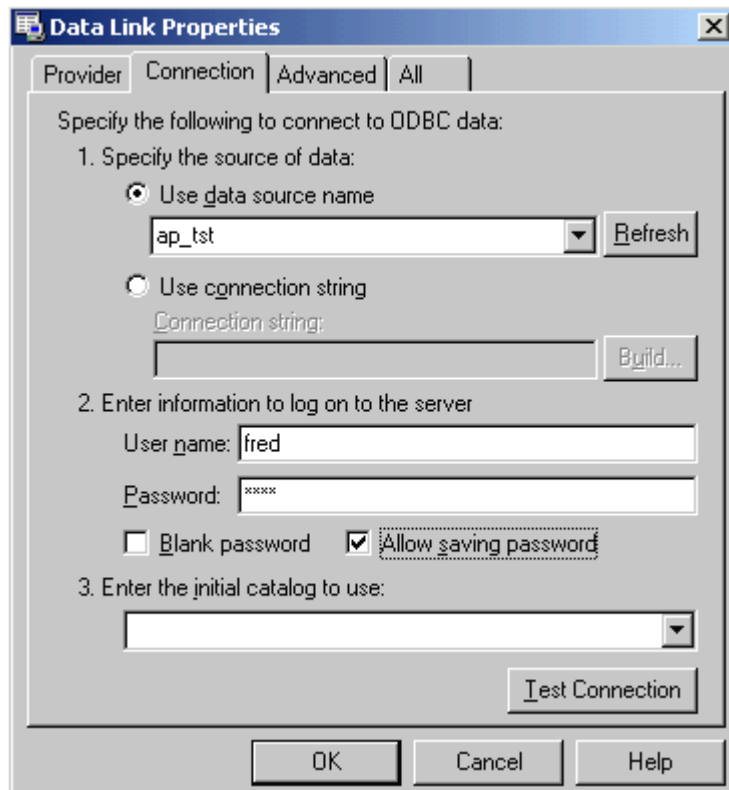 Data Link Properties
Provider Connection Advanced All
Specify the following to connect to ODBC data:
1. Specify the source of data:
Use data source name
ap_tst Refresh
Use connection string
Connection string:
Build...
2. Enter information to log on to the server
User name: fred
Password: ****
Blank password Allow saving password
3. Enter the initial catalog to use:
Test Connection
OK Cancel Help